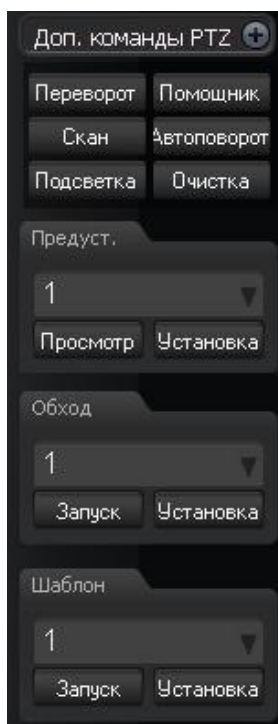 Доп. команды PTZ
Переворот Помощник
Скан Автоповорот
Подсветка Очистка
Предуст.
1
Просмотр Установка
Обход
1
Запуск Установка
Шаблон
1
Запуск Установка